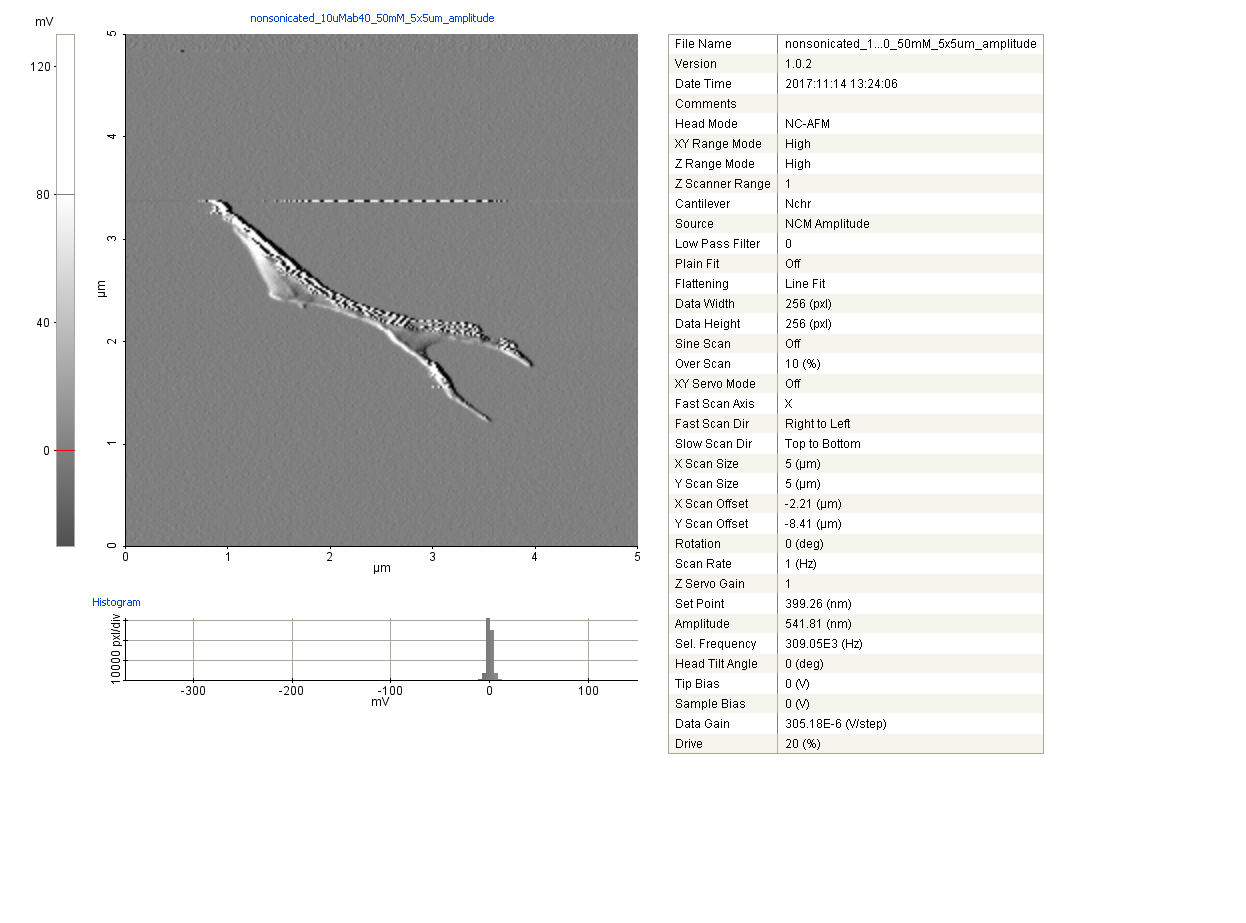 mV
nonsonicated_10uMab40_50mM_5x5um_amplitude
120
80
40
0
5
4
3
2
1
0
µm
0 1 2 3 4 5
µm
Histogram
10000 pxl/div
-300 -200 -100 0 100
mV
File Name nonsonicated_1...0_50mM_5x5um_amplitude
Version 1.0.2
Date Time 2017:11:14 13:24:06
Comments
Head Mode NC-AFM
XY Range Mode High
Z Range Mode High
Z Scanner Range 1
Cantilever Nchr
Source NCM Amplitude
Low Pass Filter 0
Plain Fit Off
Flattening Line Fit
Data Width 256 (pxl)
Data Height 256 (pxl)
Sine Scan Off
Over Scan 10 (%)
XY Servo Mode Off
Fast Scan Axis X
Fast Scan Dir Right to Left
Slow Scan Dir Top to Bottom
X Scan Size 5 (µm)
Y Scan Size 5 (µm)
X Scan Offset -2.21 (µm)
Y Scan Offset -8.41 (µm)
Rotation 0 (deg)
Scan Rate 1 (Hz)
Z Servo Gain 1
Set Point 399.26 (nm)
Amplitude 541.81 (nm)
Sel. Frequency 309.05E3 (Hz)
Head Tilt Angle 0 (deg)
Tip Bias 0 (V)
Sample Bias 0 (V)
Data Gain 305.18E-6 (V/step)
Drive 20 (%)